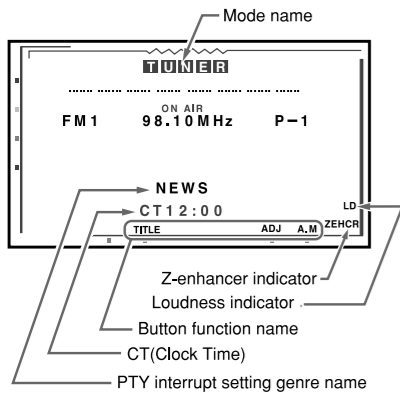 Mode name
TUNER
ON AIR
FM1 98.10MHz P-1
NEWS
CT12:00
LD
TITLE ADJ A.M ZEHCR
Z-enhancer indicator
Loudness indicator
Button function name
CT(Clock Time)
PTY interrupt setting genre name